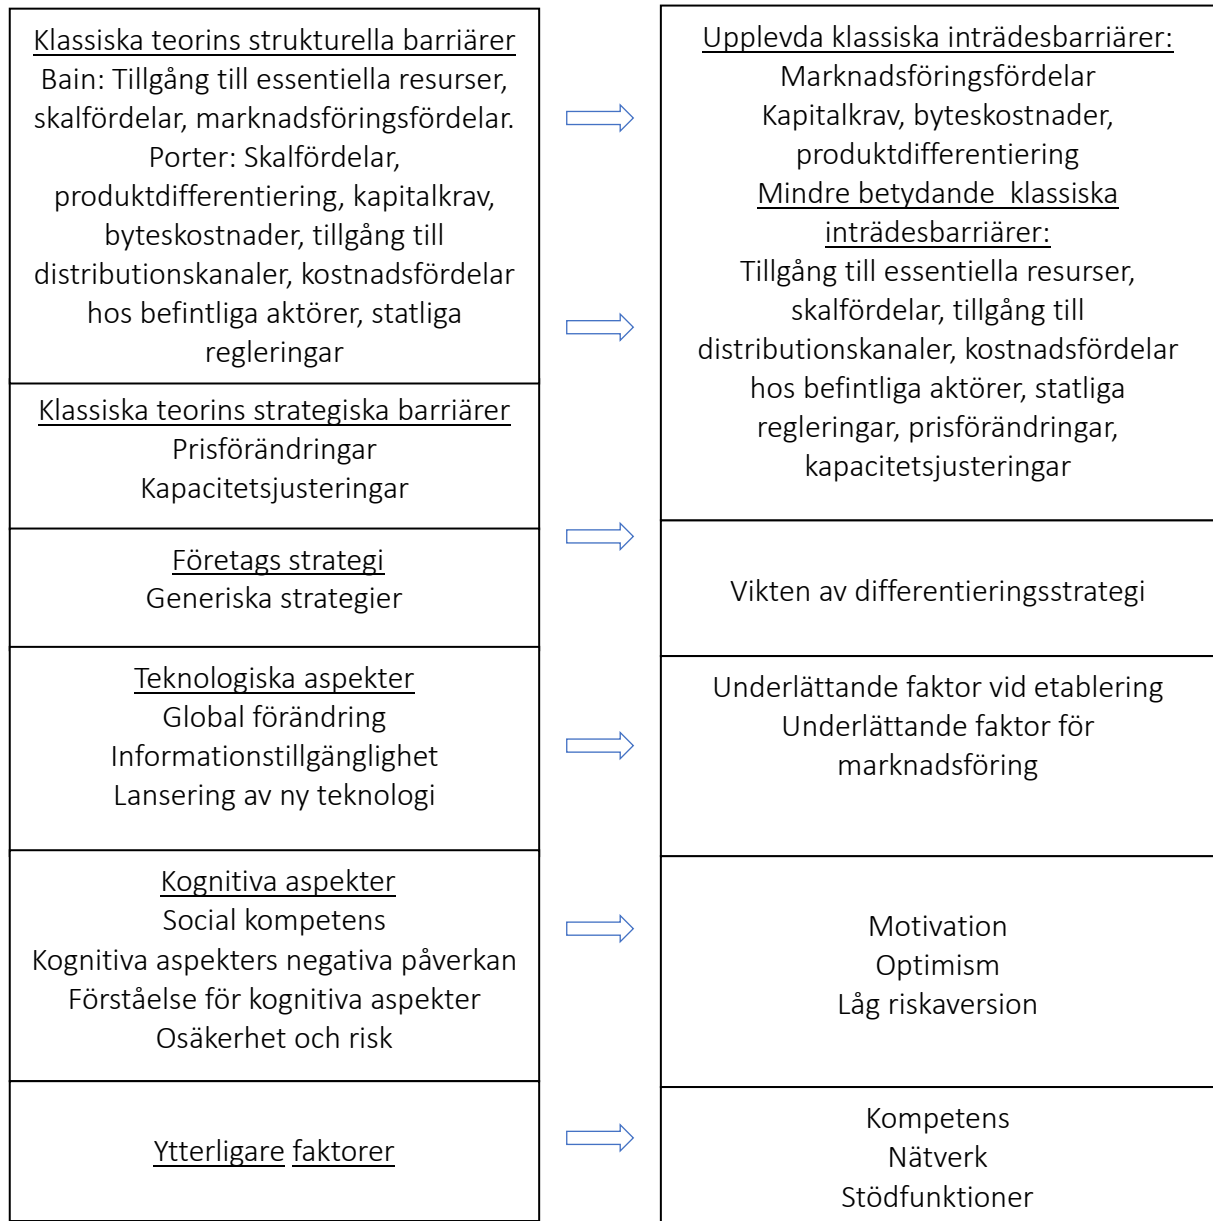 Klassiska teorins strukturella barriärer
Bain: Tillgång till essentiella resurser,
skalfördelar, marknadsföringsfördelar.
Porter: Skalfördelar,
produktdifferentiering, kapitalkrav,
byteskostnader, tillgång till
distributionskanaler, kostnadsfördelar
hos befintliga aktörer, statliga
regleringar
Klassiska teorins strategiska barriärer
Prisförändringar
Kapacitetsjusteringar
Företags strategi
Generiska strategier
Teknologiska aspekter
Global förändring
Informationstillgänglighet
Lansering av ny teknologi
Kognitiva aspekter
Social kompetens
Kognitiva aspekters negativa påverkan
Förståelse för kognitiva aspekter
Osäkerhet och risk
Ytterligare faktorer
Upplevda klassiska inträdesbarriärer:
Marknadsföringsfördelar
Kapitalkrav, byteskostnader,
produktdifferentiering
Mindre betydande klassiska
inträdesbarriärer:
Tillgång till essentiella resurser,
skalfördelar, tillgång till
distributionskanaler, kostnadsfördelar
hos befintliga aktörer, statliga
regleringar, prisförändringar,
kapacitetsjusteringar
Vikten av differentieringsstrategi
Underlättande faktor vid etablering
Underlättande faktor för
marknadsföring
Motivation
Optimism
Låg riskaversion
Kompetens
Nätverk
Stödfunktioner